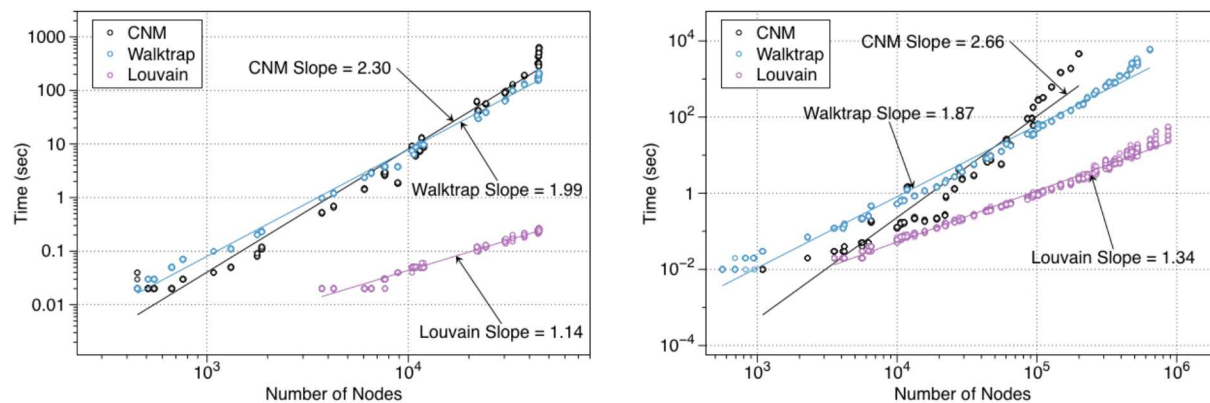 1000
100
10
1
0.1
0.01
Time (sec)
CNM
Walktrap
Louvain
CNM Slope = 2.30
Walktrap Slope = 1.99
Louvain Slope = 1.14
10³
10⁴
Number of Nodes
10⁴
10²
1
10⁻²
10⁻⁴
Time (sec)
CNM
Walktrap
Louvain
CNM Slope = 2.66
Walktrap Slope = 1.87
Louvain Slope = 1.34
10³
10⁴
10⁵
10⁶
Number of Nodes